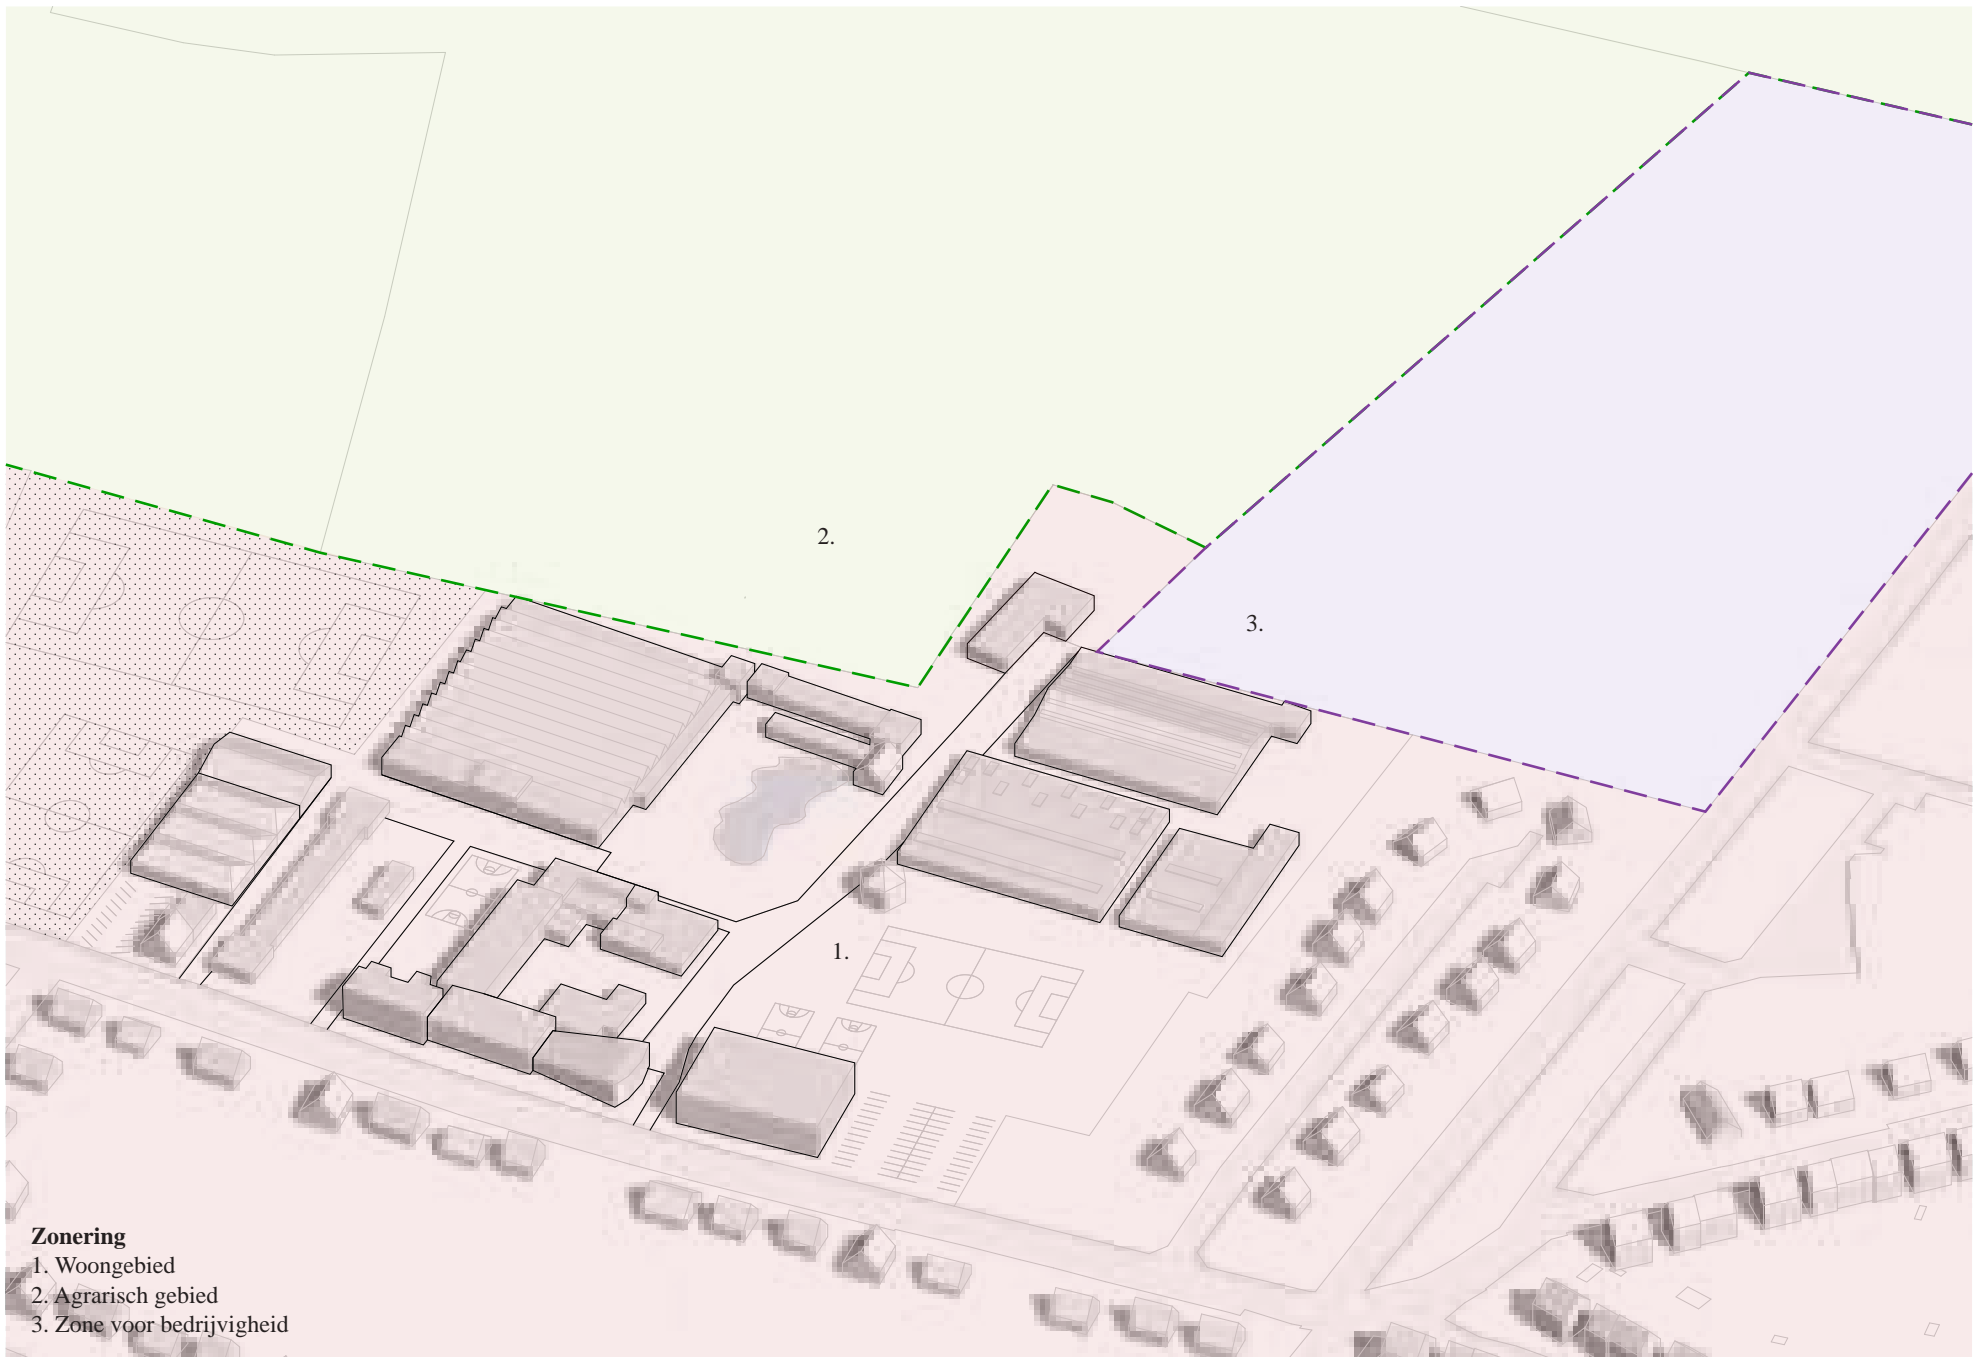 2.
3.
1.
Zonering
1. Woongebied
2. Agrarisch gebied
3. Zone voor bedrijvigheid